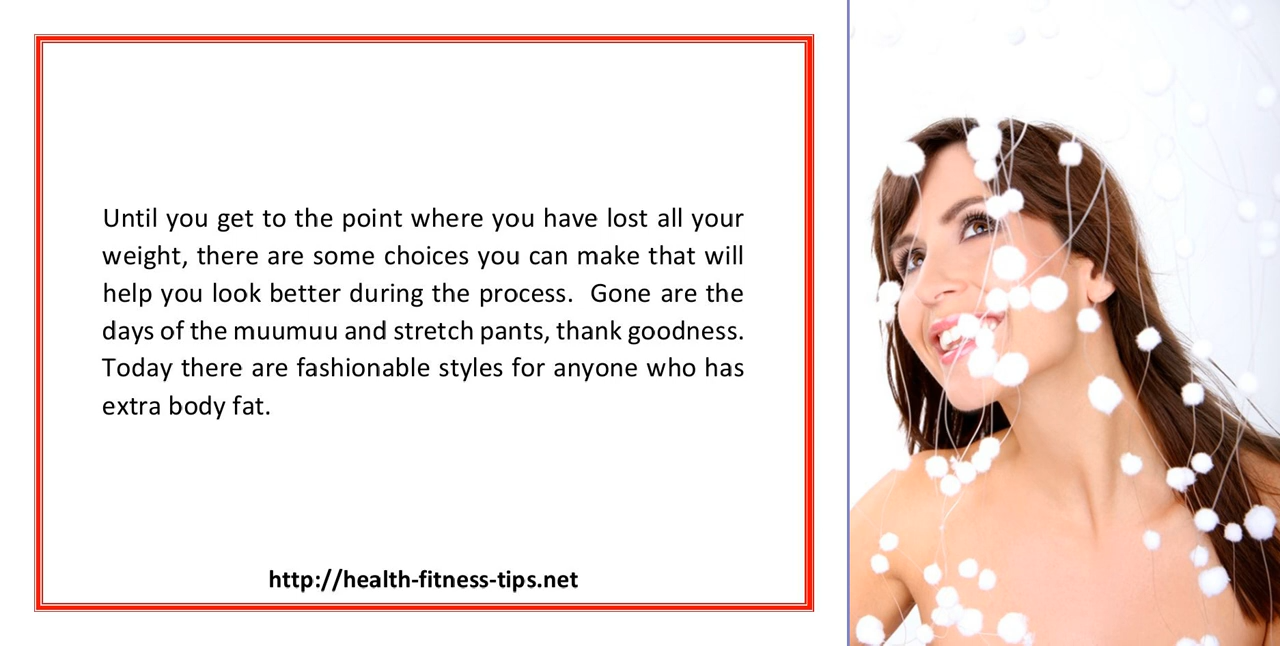 Until you get to the point where you have lost all your
weight, there are some choices you can make that will
help you look better during the process.  Gone are the
days of the muumuu and stretch pants, thank goodness.
Today there are fashionable styles for anyone who has
extra body fat.
http://health-fitness-tips.net